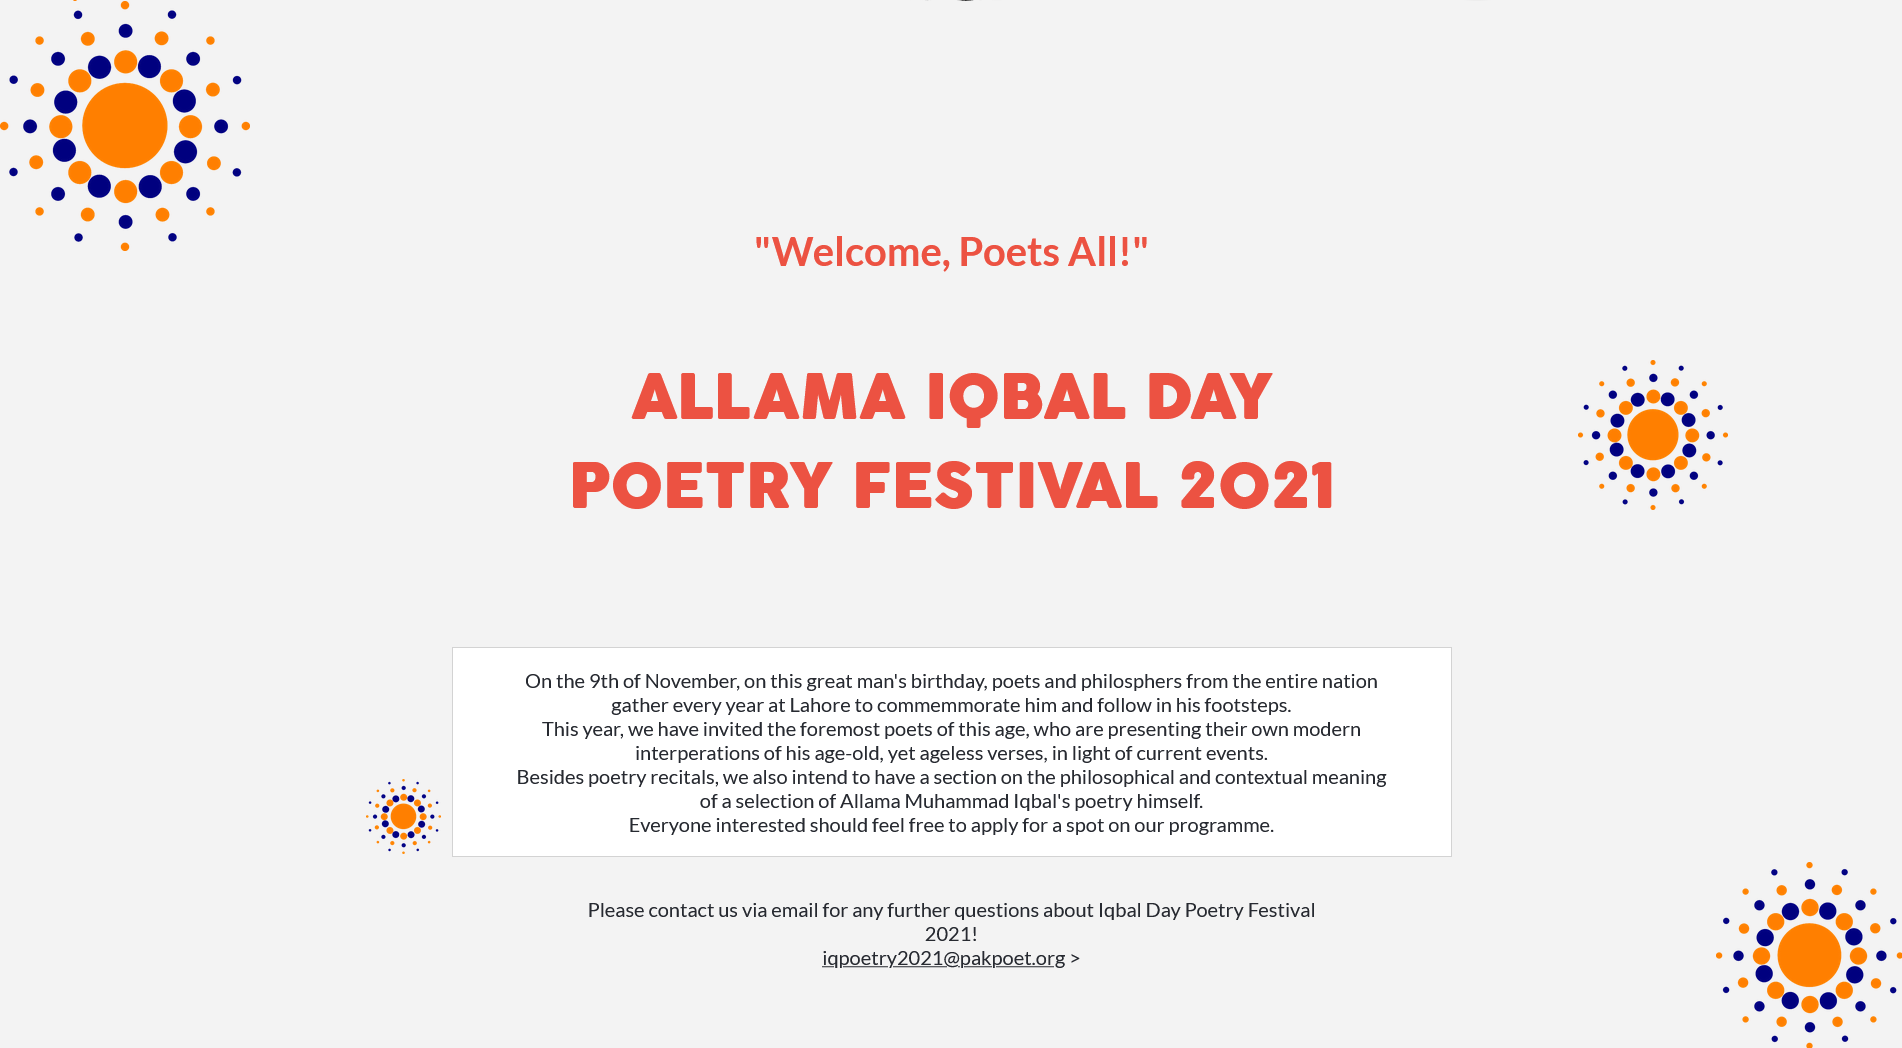 "Welcome, Poets All!"
ALLAMA IQBAL DAY
POETRY FESTIVAL 2021
On the 9th of November, on this great man's birthday, poets and philosphers from the entire nation
gather every year at Lahore to commemmorate him and follow in his footsteps.
This year, we have invited the foremost poets of this age, who are presenting their own modern
interperations of his age-old, yet ageless verses, in light of current events.
Besides poetry recitals, we also intend to have a section on the philosophical and contextual meaning
of a selection of Allama Muhammad Iqbal's poetry himself.
Everyone interested should feel free to apply for a spot on our programme.
Please contact us via email for any further questions about Iqbal Day Poetry Festival
2021!
iqpoetry2021@pakpoet.org >